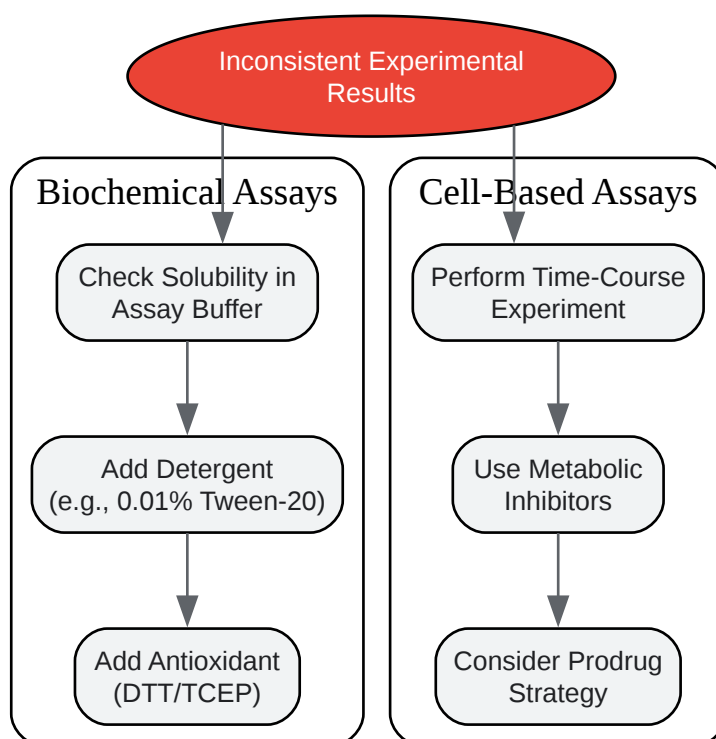 Inconsistent Experimental
Results
Biochemical Assays
Check Solubility in
Assay Buffer
Add Detergent
(e.g., 0.01% Tween-20)
Add Antioxidant
(DTT/TCEP)
Cell-Based Assays
Perform Time-Course
Experiment
Use Metabolic
Inhibitors
Consider Prodrug
Strategy